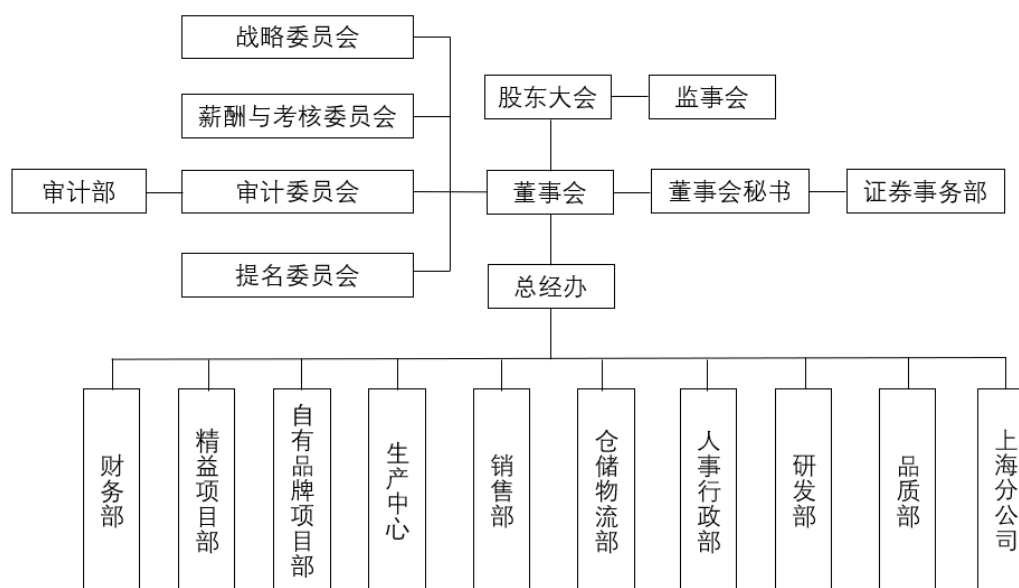 战略委员会
股东大会
监事会
薪酬与考核委员会
审计部
审计委员会
董事会
董事会秘书
证券事务部
提名委员会
总经办
财务部
精益项目部
自有品牌项目部
生产中心
销售部
仓储物流部
人事行政部
研发部
品质部
上海分公司